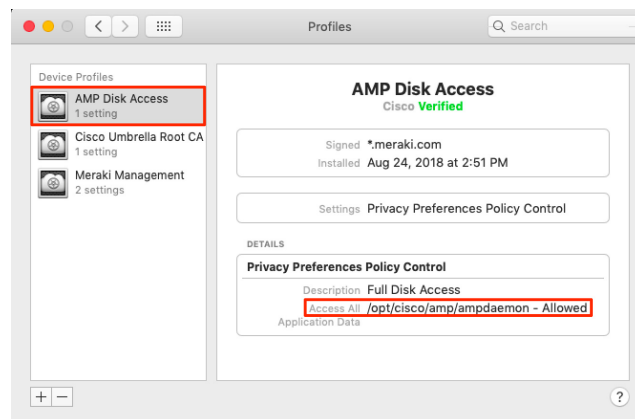 Profiles
Search
Device Profiles
AMP Disk Access
1 setting
Cisco Umbrella Root CA
1 setting
Meraki Management
2 settings
AMP Disk Access
Cisco Verified
Signed *.meraki.com
Installed Aug 24, 2018 at 2:51 PM
Settings Privacy Preferences Policy Control
DETAILS
Privacy Preferences Policy Control
Description Full Disk Access
Access All /opt/cisco/amp/ampdaemon - Allowed
Application Data
+ −
?